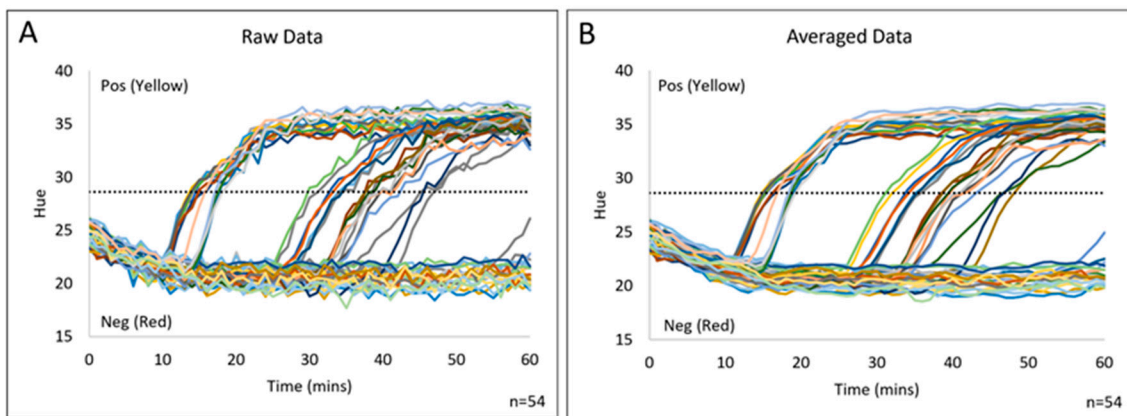 A
Raw Data
40
Pos (Yellow)
35
30
Hue
25
20
Neg (Red)
15
0 10 20 30 40 50 60
Time (mins)
n=54
B
Averaged Data
40
Pos (Yellow)
35
30
Hue
25
20
Neg (Red)
15
0 10 20 30 40 50 60
Time (mins)
n=54